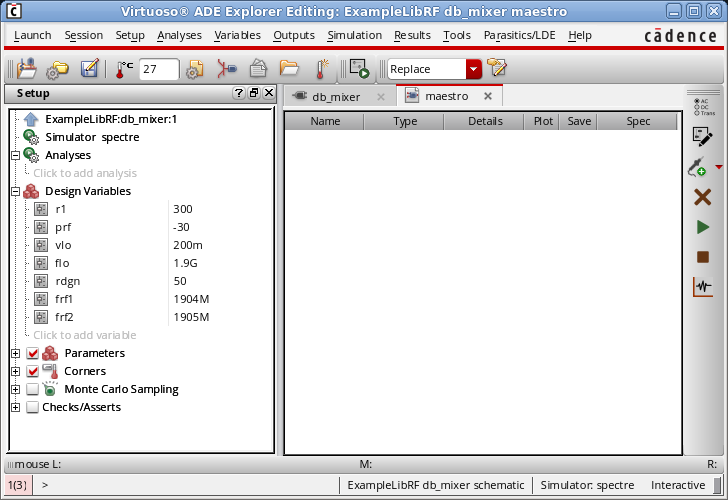 Virtuoso® ADE Explorer Editing: ExampleLibRF db_mixer maestro
Launch Session Setup Analyses Variables Outputs Simulation Results Tools Parasitics/LDE Help cādence
°C 27 Replace
Setup
db_mixer maestro
ExampleLibRF:db_mixer:1
Simulator spectre
Analyses
Click to add analysis
Design Variables
r1 300
prf -30
vlo 200m
flo 1.9G
rdgn 50
frf1 1904M
frf2 1905M
Click to add variable
Parameters
Corners
Monte Carlo Sampling
Checks/Asserts
Name Type Details Plot Save Spec
AC
DC
Trans
mouse L: M: R:
1(3) > ExampleLibRF db_mixer schematic Simulator: spectre Interactive